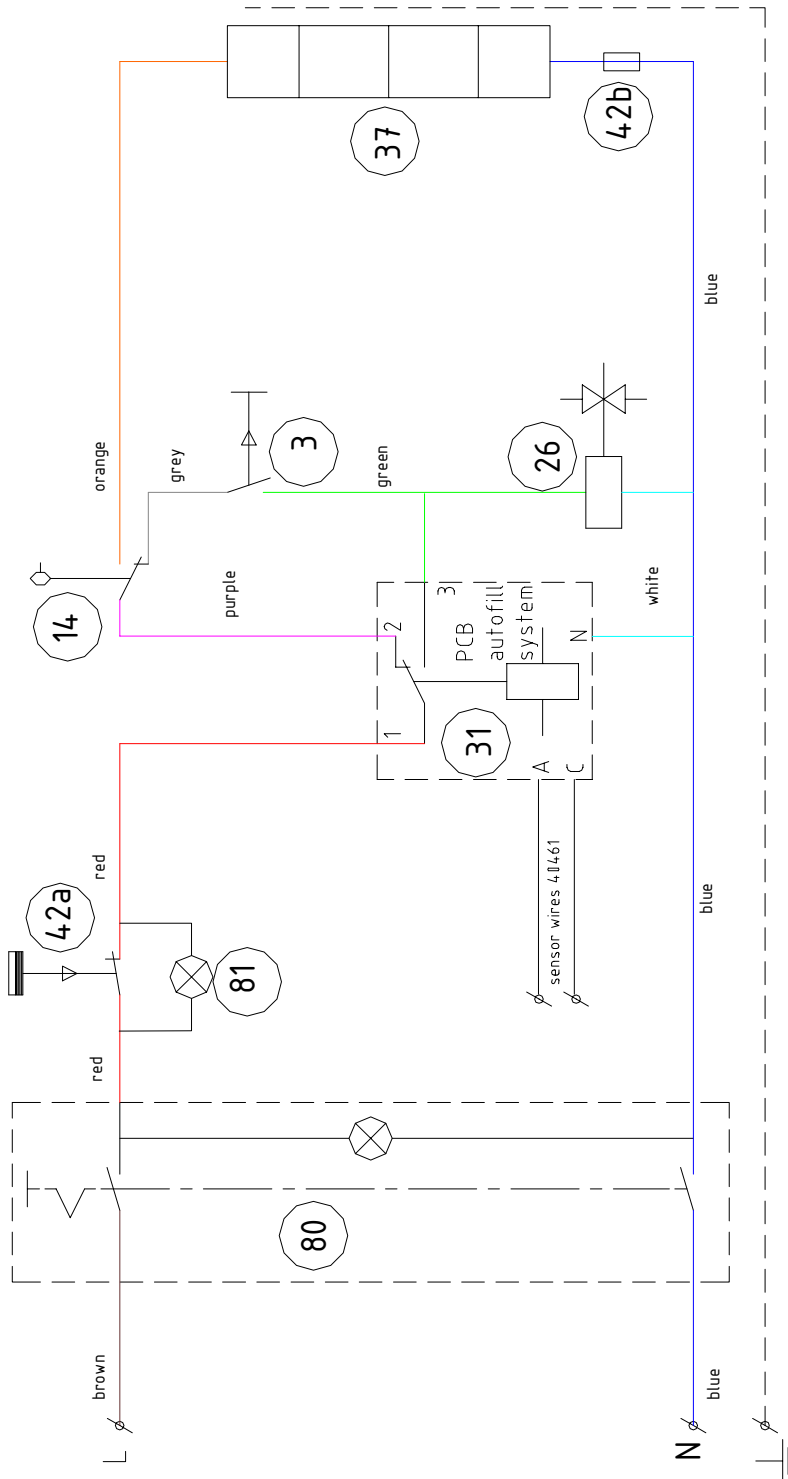 L
brown
80
red
81
42a
red
14
orange
grey
3
purple
green
1
2
3
31
PCB
autofill
system
A
C
N
sensor wires 40461
white
26
37
42b
N
blue
blue
blue